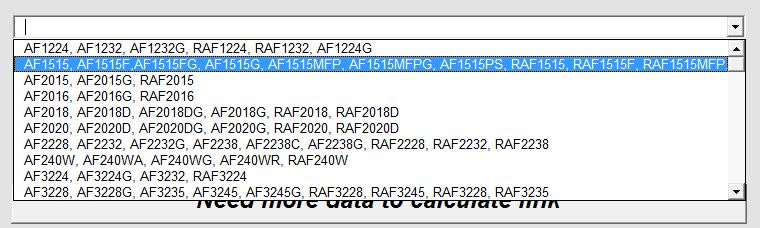 AF1224, AF1232, AF1232G, RAF1224, RAF1232, AF1224G
AF1515, AF1515F,AF1515FG, AF1515G, AF1515MFP, AF1515MFPG, AF1515PS, RAF1515, RAF1515F, RAF1515MFP
AF2015, AF2015G, RAF2015
AF2016, AF2016G, RAF2016
AF2018, AF2018D, AF2018DG, AF2018G, RAF2018, RAF2018D
AF2020, AF2020D, AF2020DG, AF2020G, RAF2020, RAF2020D
AF2228, AF2232, AF2232G, AF2238, AF2238C, AF2238G, RAF2228, RAF2232, RAF2238
AF240W, AF240WA, AF240WG, AF240WR, RAF240W
AF3224, AF3224G, AF3232, RAF3224
AF3228, AF3228G, AF3235, AF3245, AF3245G, RAF3228, RAF3245, RAF3228, RAF3235
Need more data to calculate link